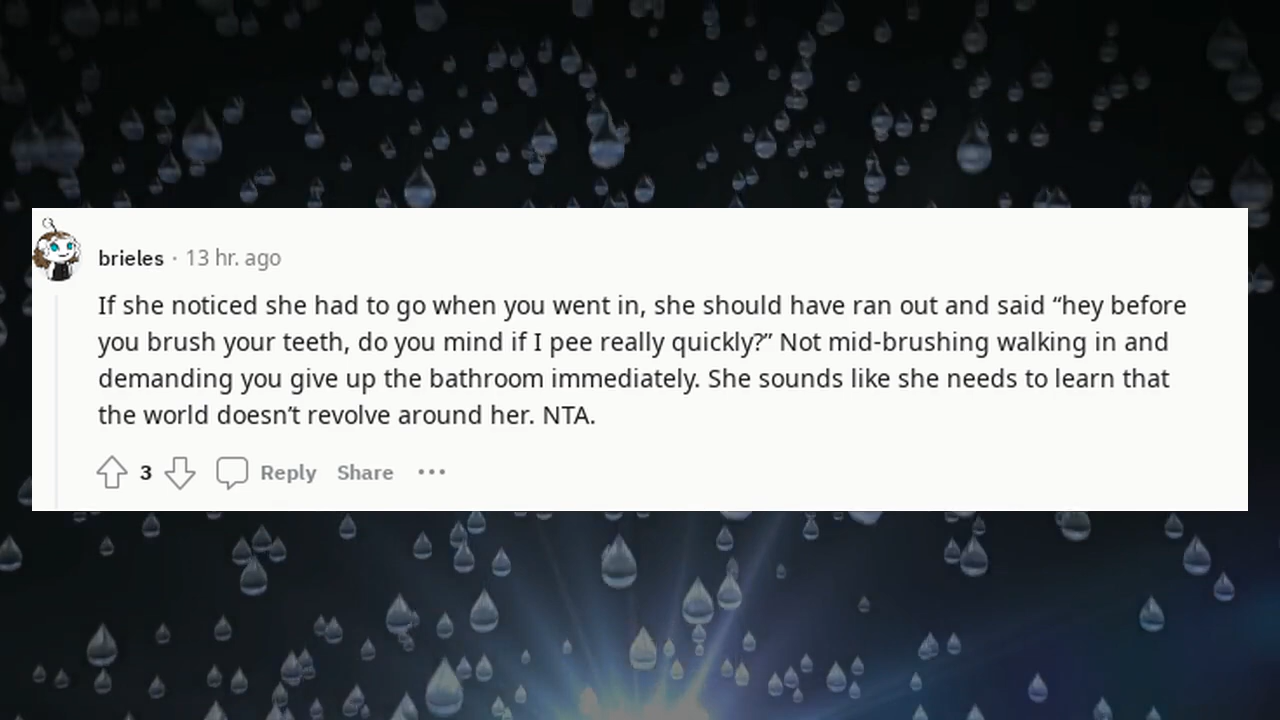 brieles · 13 hr. ago
If she noticed she had to go when you went in, she should have ran out and said “hey before
you brush your teeth, do you mind if I pee really quickly?” Not mid-brushing walking in and
demanding you give up the bathroom immediately. She sounds like she needs to learn that
the world doesn’t revolve around her. NTA.
3 Reply Share ···